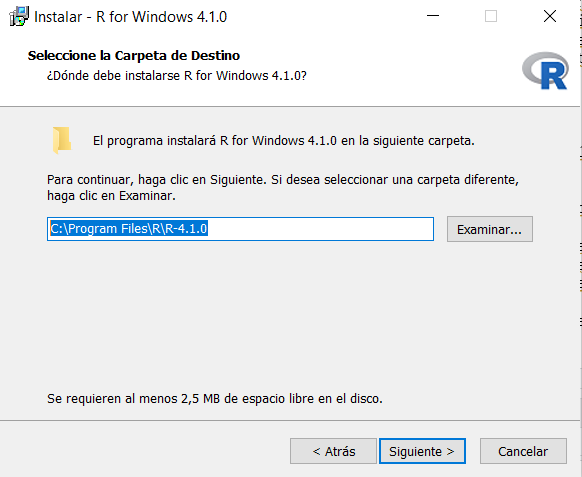 Instalar - R for Windows 4.1.0
Seleccione la Carpeta de Destino
¿Dónde debe instalarse R for Windows 4.1.0?
R
El programa instalará R for Windows 4.1.0 en la siguiente carpeta.
Para continuar, haga clic en Siguiente. Si desea seleccionar una carpeta diferente,
haga clic en Examinar.
C:\Program Files\R\R-4.1.0
Examinar...
Se requieren al menos 2,5 MB de espacio libre en el disco.
< Atrás
Siguiente >
Cancelar